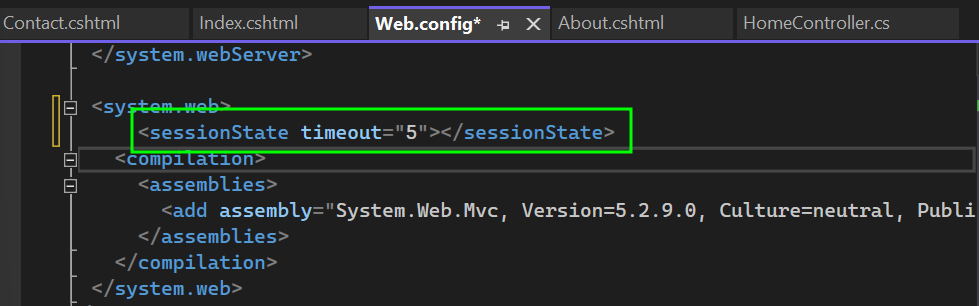 Contact.cshtml Index.cshtml Web.config* About.cshtml HomeController.cs
</system.webServer>
<system.web>
<sessionState timeout="5"></sessionState>
<compilation>
<assemblies>
<add assembly="System.Web.Mvc, Version=5.2.9.0, Culture=neutral, Publi
</assemblies>
</compilation>
</system.web>